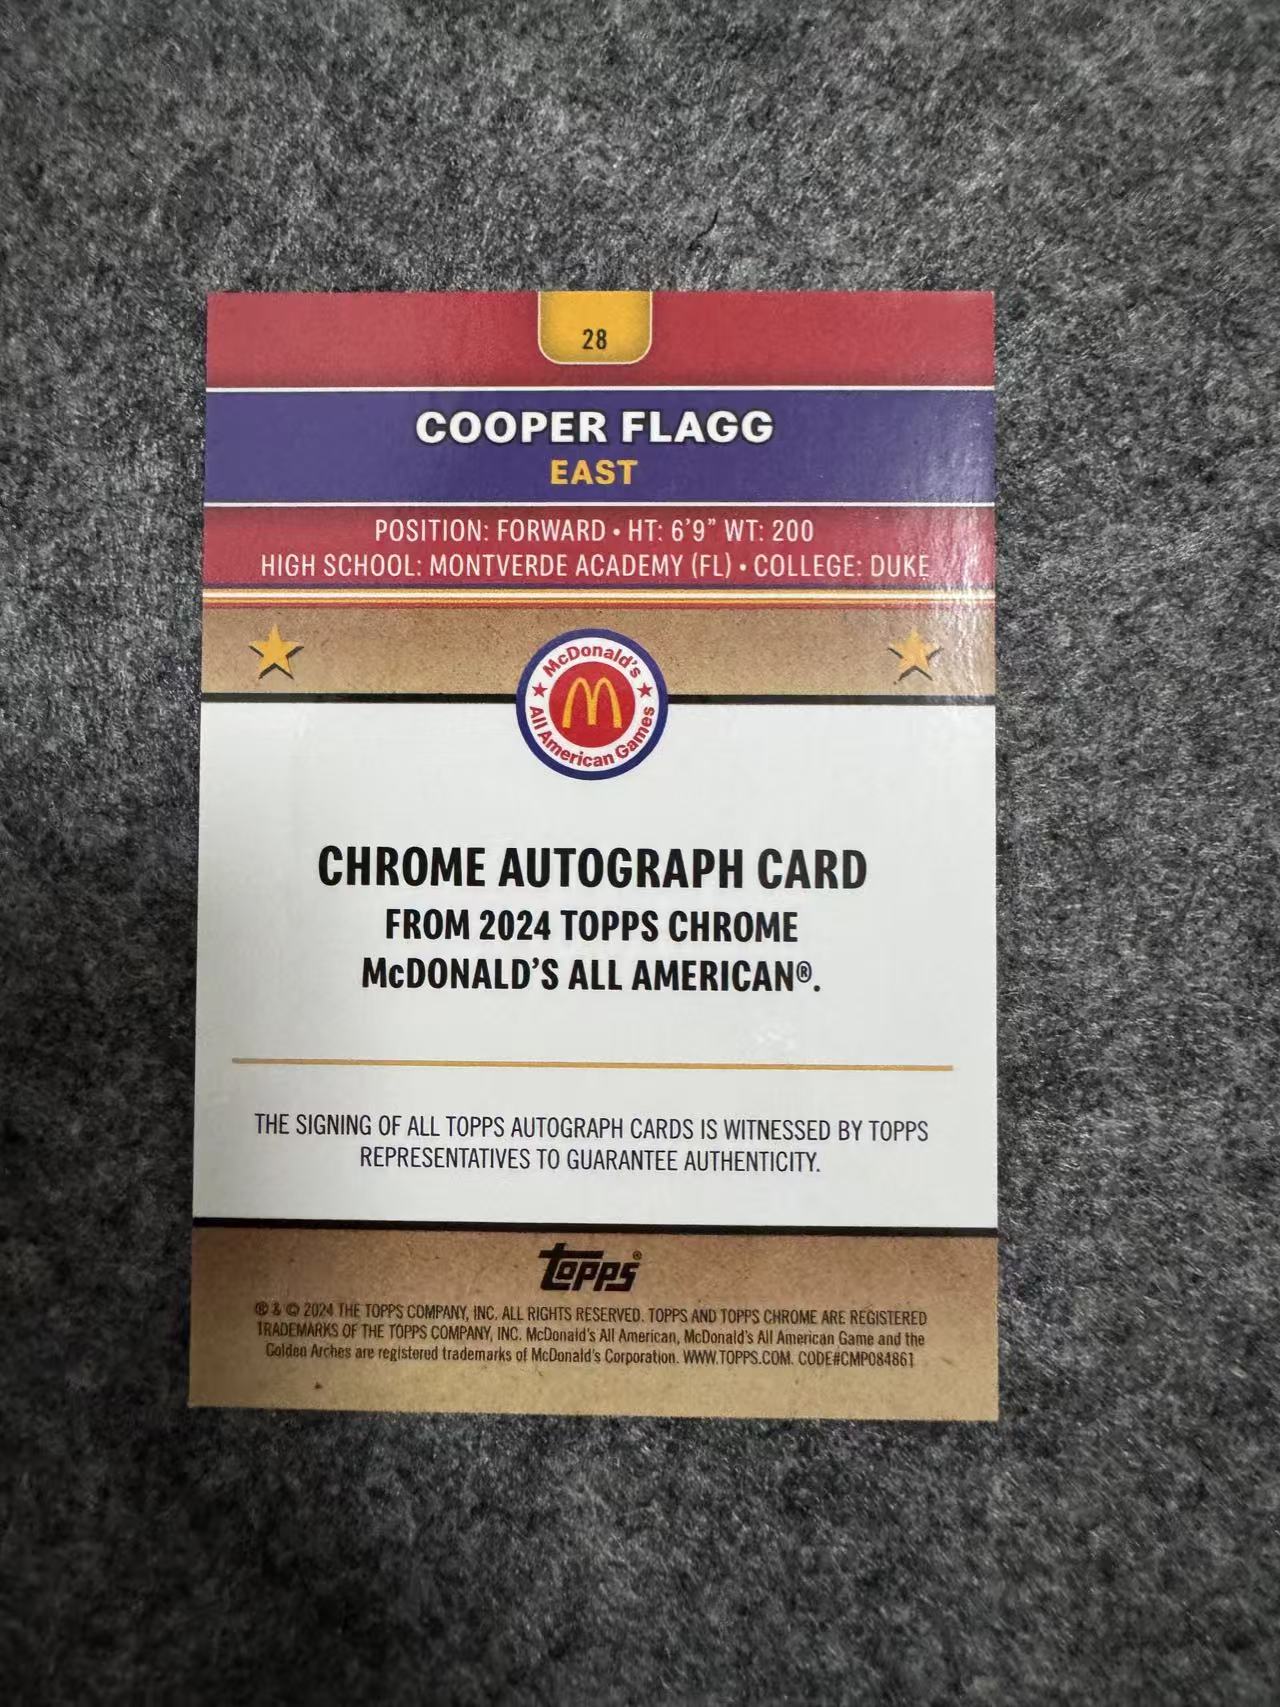 28
COOPER FLAGG
EAST
POSITION: FORWARD • HT: 6'9" WT: 200
HIGH SCHOOL: MONTVERDE ACADEMY (FL) • COLLEGE: DUKE
McDonald's
All American Games
CHROME AUTOGRAPH CARD
FROM 2024 TOPPS CHROME
McDONALD'S ALL AMERICAN®.
THE SIGNING OF ALL TOPPS AUTOGRAPH CARDS IS WITNESSED BY TOPPS
REPRESENTATIVES TO GUARANTEE AUTHENTICITY.
topps®
® & © 2024 THE TOPPS COMPANY, INC. ALL RIGHTS RESERVED. TOPPS AND TOPPS CHROME ARE REGISTERED
TRADEMARKS OF THE TOPPS COMPANY, INC. McDonald's All American, McDonald's All American Game and the
Golden Arches are registered trademarks of McDonald's Corporation. WWW.TOPPS.COM. CODE#CMP084861